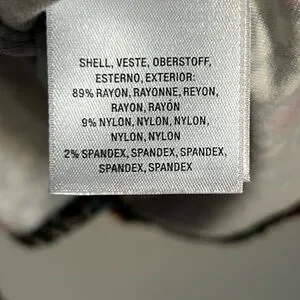 SHELL, VESTE, OBERSTOFF,
ESTERNO, EXTERIOR:
89% RAYON, RAYONNE, REYON,
RAYON, RAYÓN
9% NYLON, NYLON, NYLON,
NYLON, NYLON
2% SPANDEX, SPANDEX, SPANDEX,
SPANDEX, SPANDEX